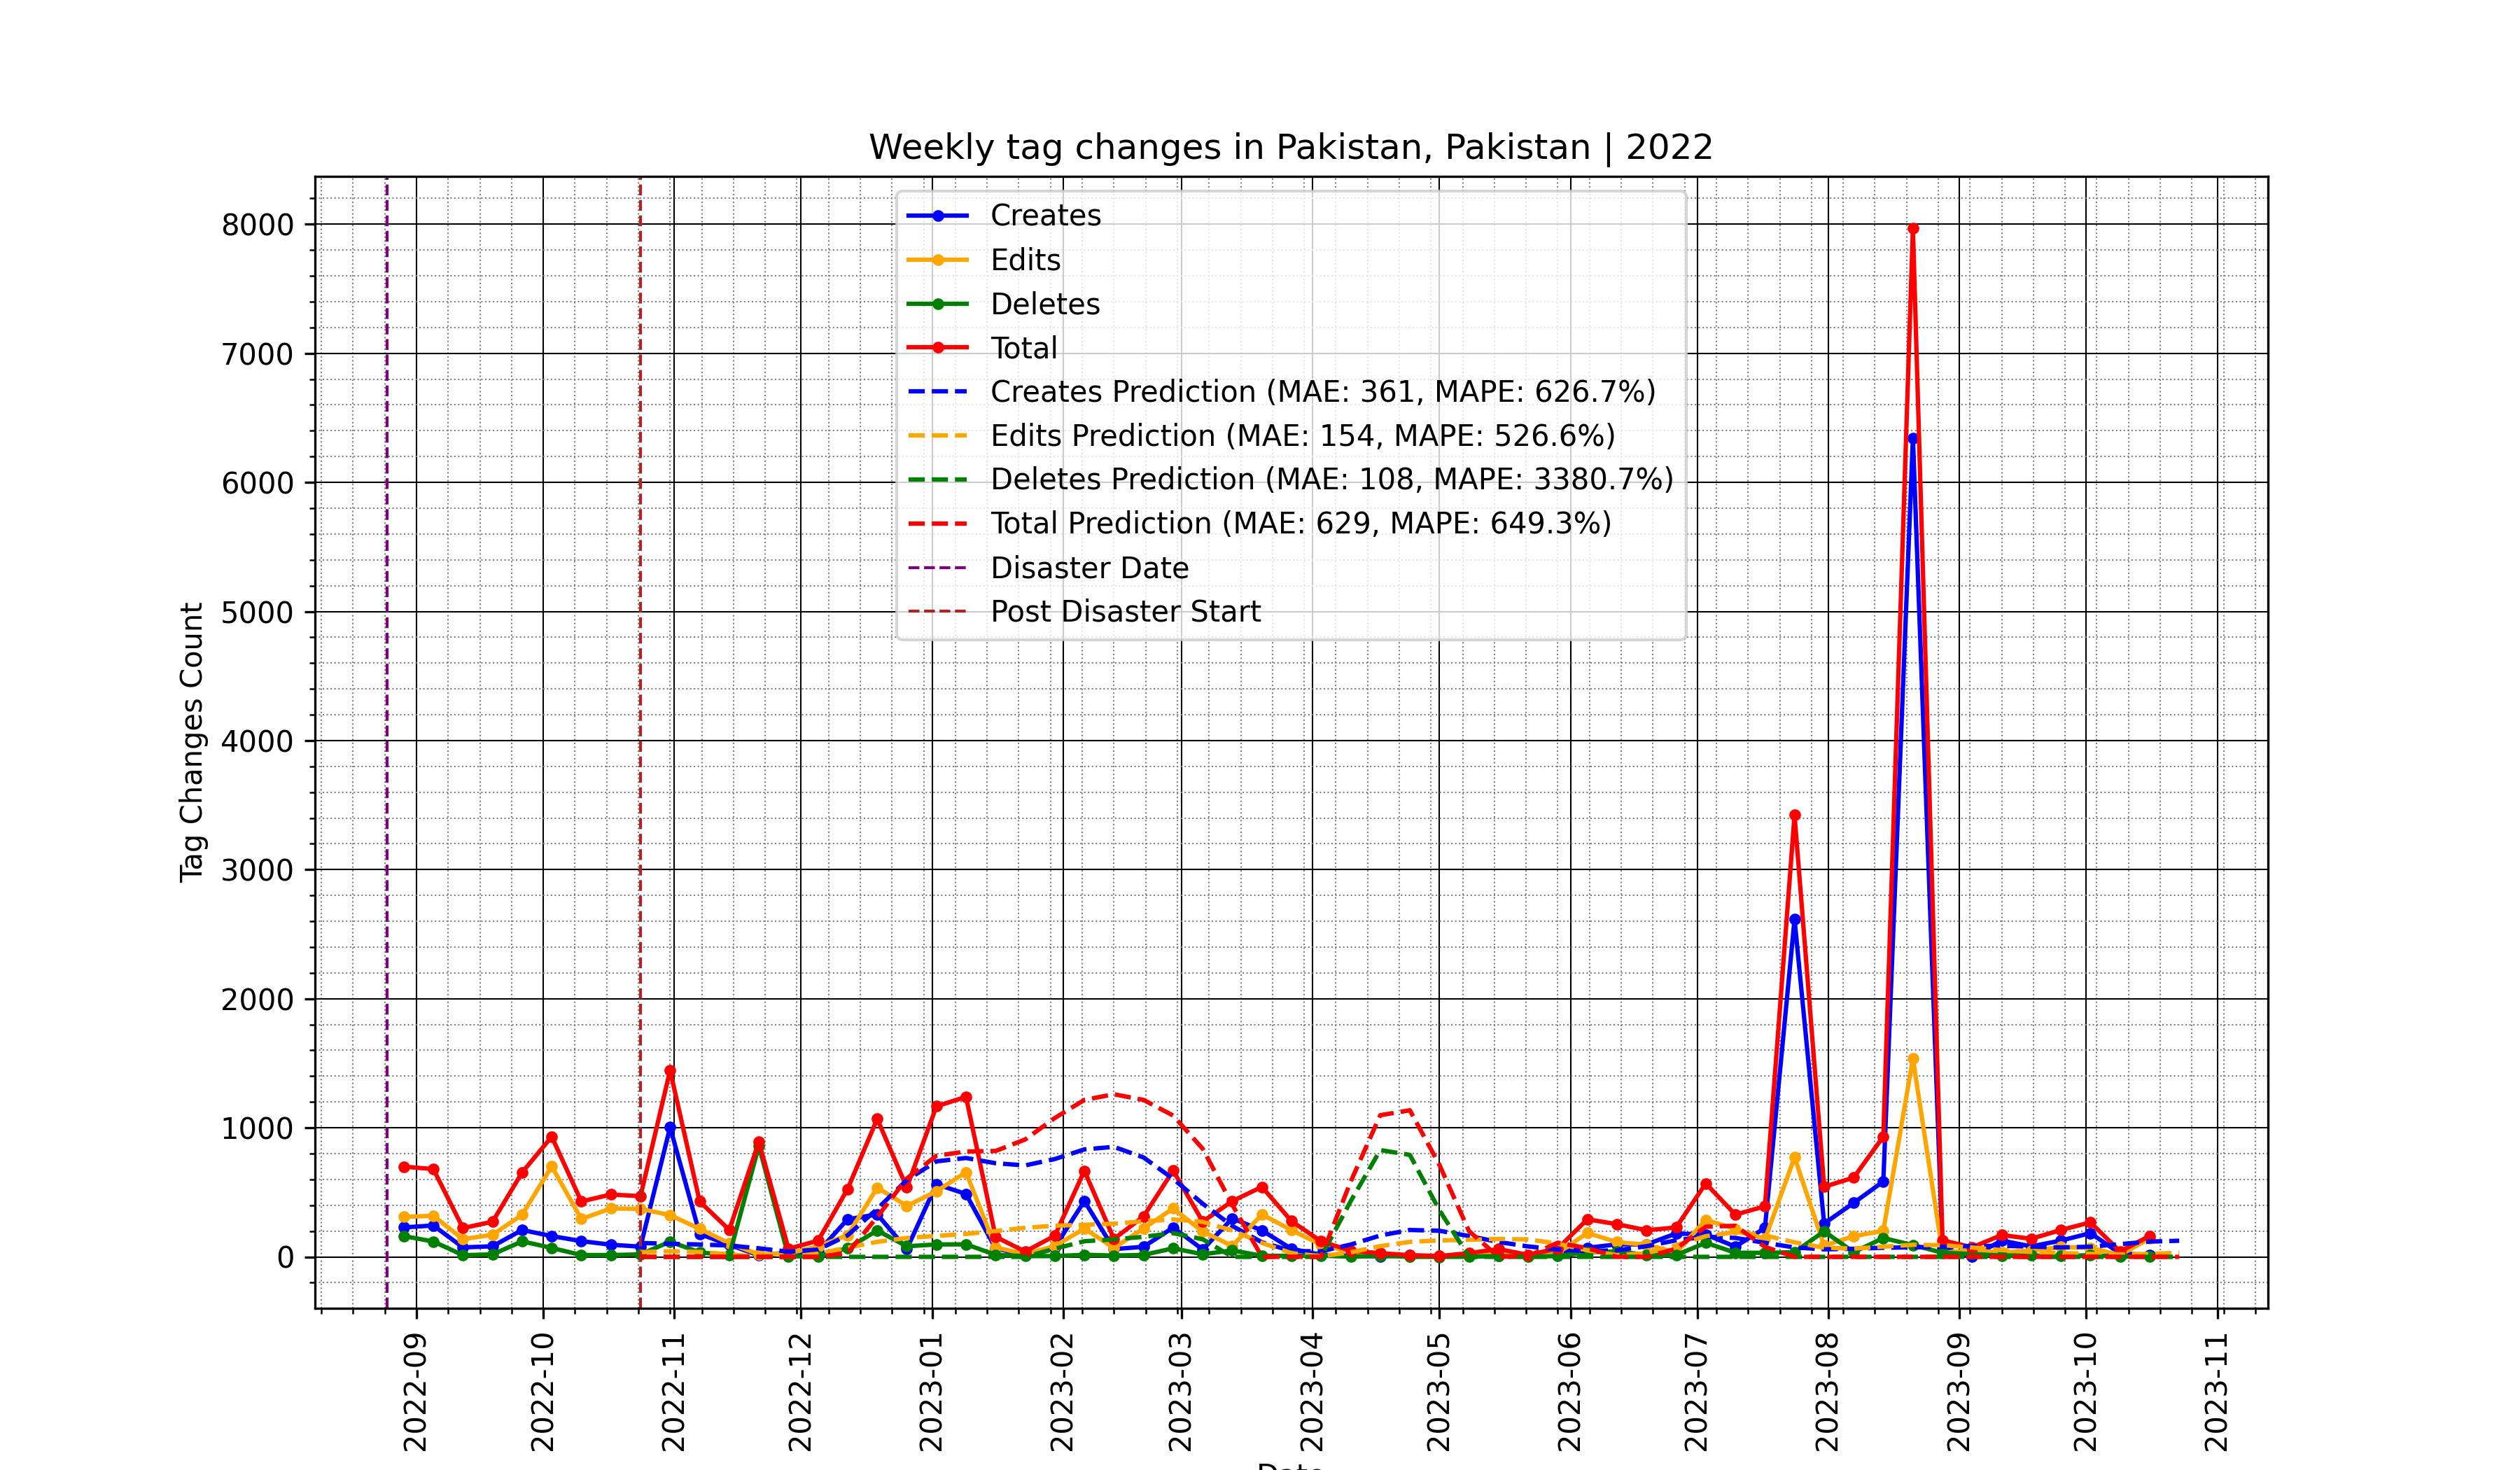 Weekly tag changes in Pakistan, Pakistan | 2022
Creates
Edits
Deletes
Total
Creates Prediction (MAE: 361, MAPE: 626.7%)
Edits Prediction (MAE: 154, MAPE: 526.6%)
Deletes Prediction (MAE: 108, MAPE: 3380.7%)
Total Prediction (MAE: 629, MAPE: 649.3%)
Disaster Date
Post Disaster Start
Tag Changes Count
8000
7000
6000
5000
4000
3000
2000
1000
0
2022-09
2022-10
2022-11
2022-12
2023-01
2023-02
2023-03
2023-04
2023-05
2023-06
2023-07
2023-08
2023-09
2023-10
2023-11
Date